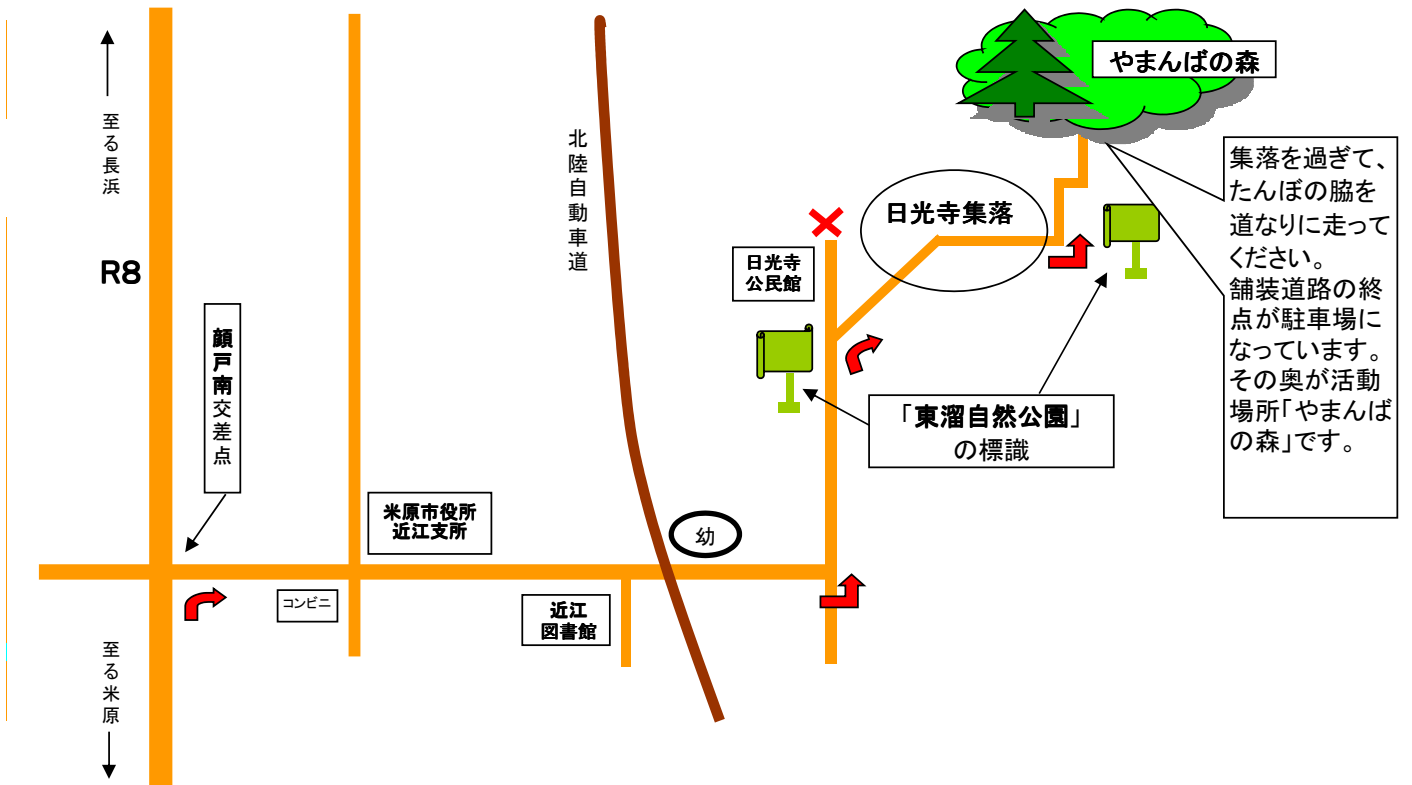 至る長浜
R8
顔戸南交差点
至る米原
コンビニ
米原市役所
近江支所
近江
図書館
北陸自動車道
幼
日光寺
公民館
日光寺集落
「東溜自然公園」
の標識
やまんばの森
集落を過ぎて、
たんぼの脇を
道なりに走って
ください。
舗装道路の終
点が駐車場に
なっています。
その奥が活動
場所「やまんば
の森」です。